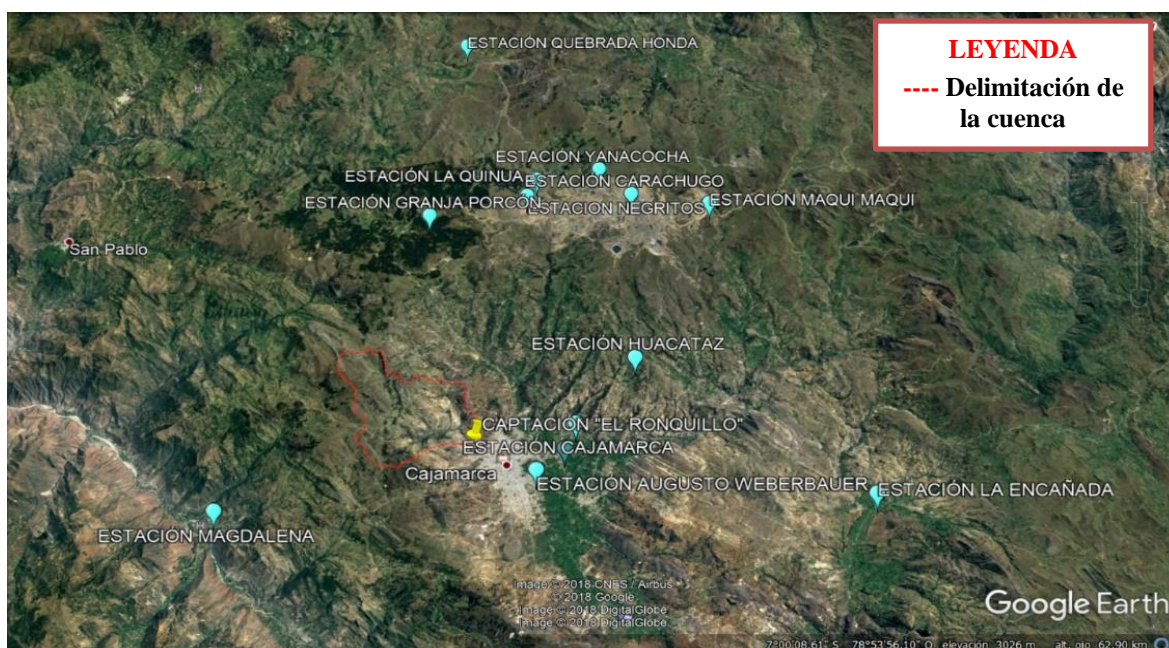 ESTACIÓN QUEBRADA HONDA
LEYENDA
---- Delimitación de
la cuenca
ESTACIÓN YANACOCHA
ESTACIÓN LA QUINUA
ESTACIÓN CARACHUGO
ESTACIÓN GRANJA PORCÓN
ESTACION NEGRITOS
ESTACIÓN MAQUI MAQUI
San Pablo
ESTACIÓN HUACATAZ
CAPTACIÓN "EL RONQUILLO"
ESTACIÓN CAJAMARCA
Cajamarca
ESTACIÓN AUGUSTO WEBERBAUER
ESTACIÓN LA ENCAÑADA
ESTACIÓN MAGDALENA
Image © 2018 CNES / Airbus
© 2018 Google
Image © 2018 DigitalGlobe
Image © 2018 DigitalGlobe
Google Earth
7°00'08.61" S 78°53'56.10" O elevación 3026 m alt. ojo 62.90 km